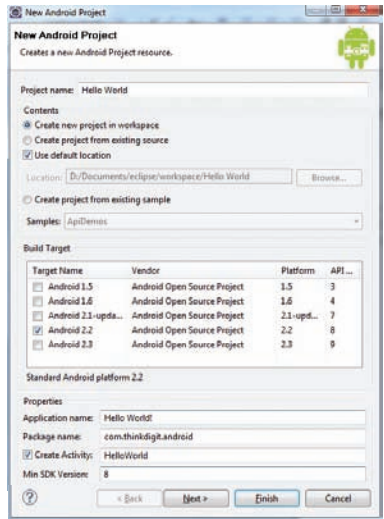 New Android Project
New Android Project
Creates a new Android Project resource.
Project name: Hello World
Contents
Create new project in workspace
Create project from existing source
Use default location
Location: D:/Documents/eclipse/workspace/Hello World Browse...
Create project from existing sample
Samples: ApiDemos
Build Target
Target Name Vendor Platform API ...
Android 1.5 Android Open Source Project 1.5 3
Android 1.6 Android Open Source Project 1.6 4
Android 2.1-upda... Android Open Source Project 2.1-upd... 7
Android 2.2 Android Open Source Project 2.2 8
Android 2.3 Android Open Source Project 2.3 9
Standard Android platform 2.2
Properties
Application name: Hello World!
Package name: com.thinkdigit.android
Create Activity: HelloWorld
Min SDK Version: 8
? < Back Next > Finish Cancel